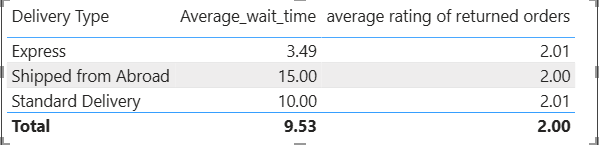 Delivery Type Average_wait_time average rating of returned orders
Express 3.49 2.01
Shipped from Abroad 15.00 2.00
Standard Delivery 10.00 2.01
Total 9.53 2.00